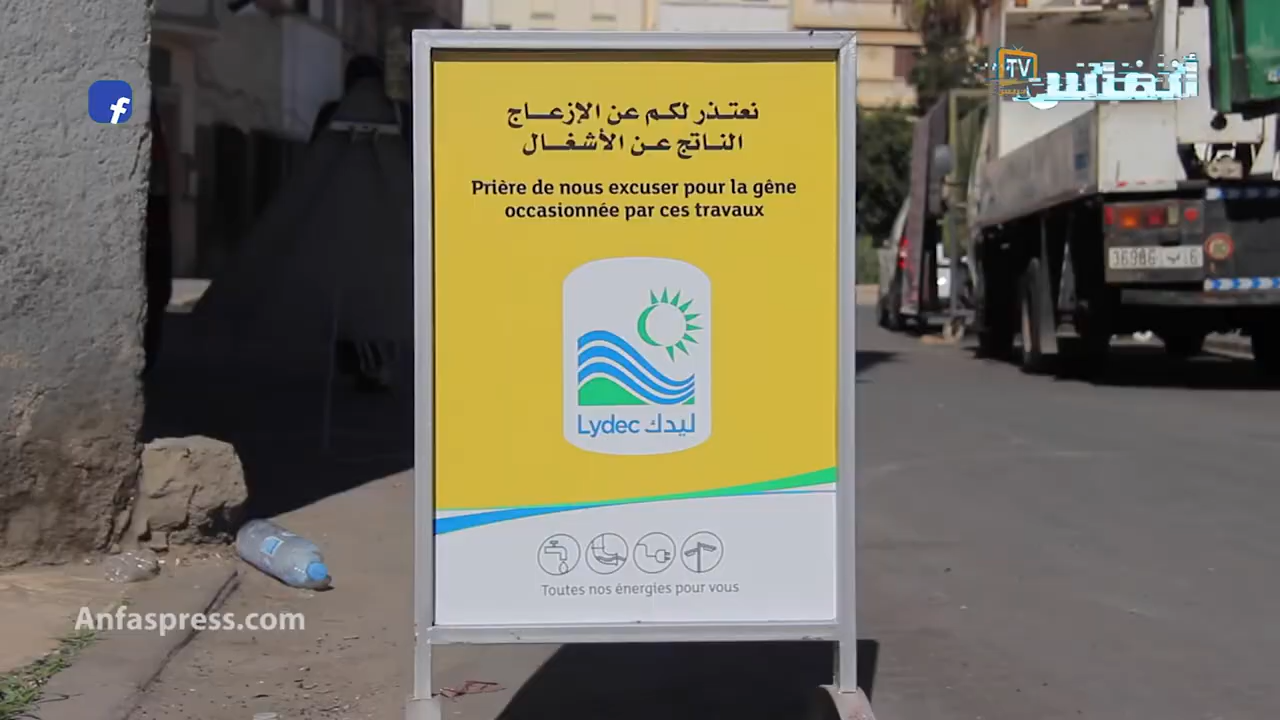 نعتذر لكم عن الإزعاج
الناتج عن الأشغال
Prière de nous excuser pour la gêne
occasionnée par ces travaux
Lydec ليدك
Toutes nos énergies pour vous
TV
أنفاس
f
Anfaspress.com